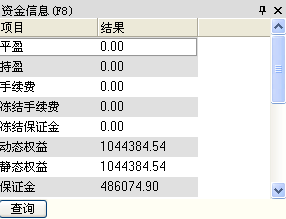 资金信息(F8)
项目 结果
平盈 0.00
持盈 0.00
手续费 0.00
冻结手续费 0.00
冻结保证金 0.00
动态权益 1044384.54
静态权益 1044384.54
保证金 486074.90
查询